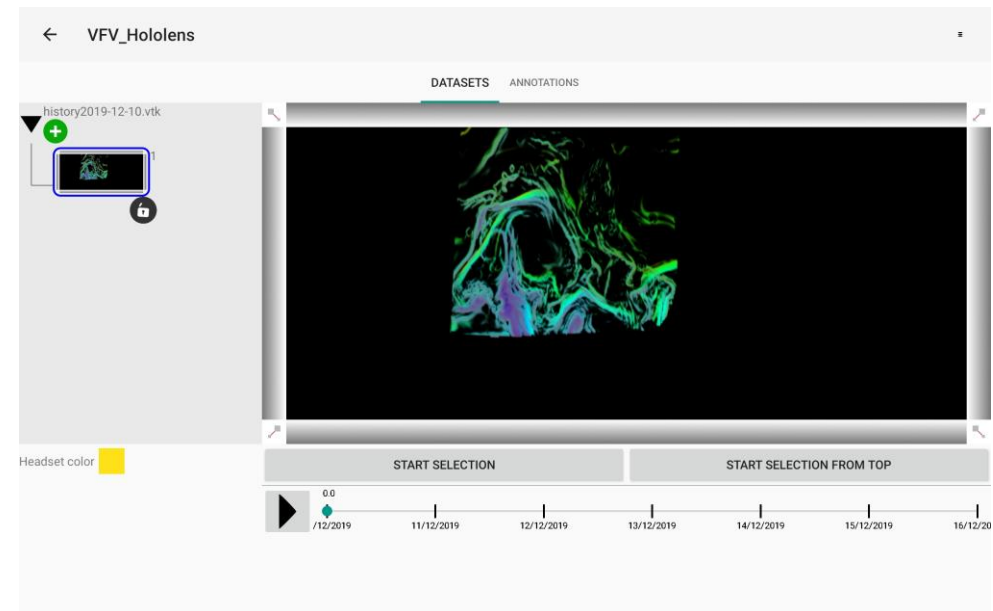 VFV_Hololens
DATASETS ANNOTATIONS
history2019-12-10.vtk
1
Headset color
START SELECTION START SELECTION FROM TOP
0.0
/12/2019 11/12/2019 12/12/2019 13/12/2019 14/12/2019 15/12/2019 16/12/20